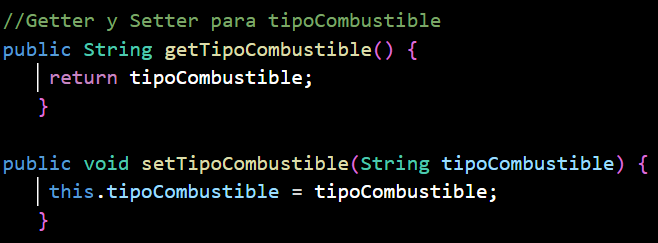 //Getter y Setter para tipoCombustible
public String getTipoCombustible() {
return tipoCombustible;
}
public void setTipoCombustible(String tipoCombustible) {
this.tipoCombustible = tipoCombustible;
}